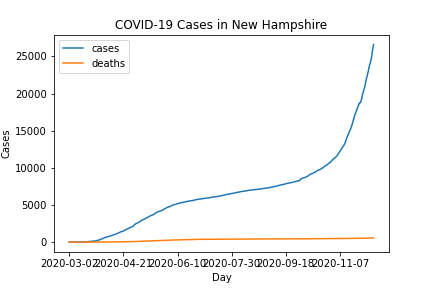 COVID-19 Cases in New Hampshire
cases
deaths
25000
20000
15000
10000
5000
0
Cases
2020-03-02 2020-04-21 2020-06-10 2020-07-30 2020-09-18 2020-11-07
Day